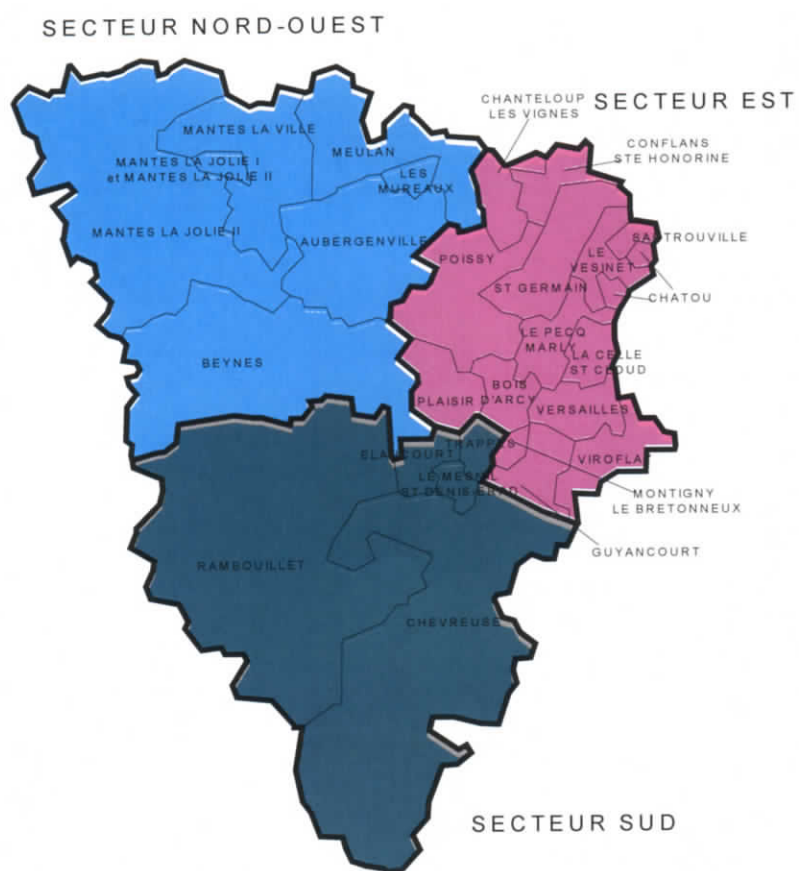 SECTEUR NORD-OUEST
CHANTELOUP
LES VIGNES
SECTEUR EST
MANTES LA VILLE
CONFLANS
STE HONORINE
MEULAN
MANTES LA JOLIE I
et MANTES LA JOLIE II
LES
MUREAUX
MANTES LA JOLIE II
AUBERGENVILLE
SARTROUVILLE
LE
VESINET
POISSY
ST GERMAIN
CHATOU
LE PECQ
MARLY
LA CELLE
ST CLOUD
BEYNES
BOIS
D'ARCY
PLAISIR
VERSAILLES
TRAPPES
ELANCOURT
VIROFLAY
LE MESNIL
ST DENIS
MONTIGNY
LE BRETONNEUX
GUYANCOURT
RAMBOUILLET
CHEVREUSE
SECTEUR SUD